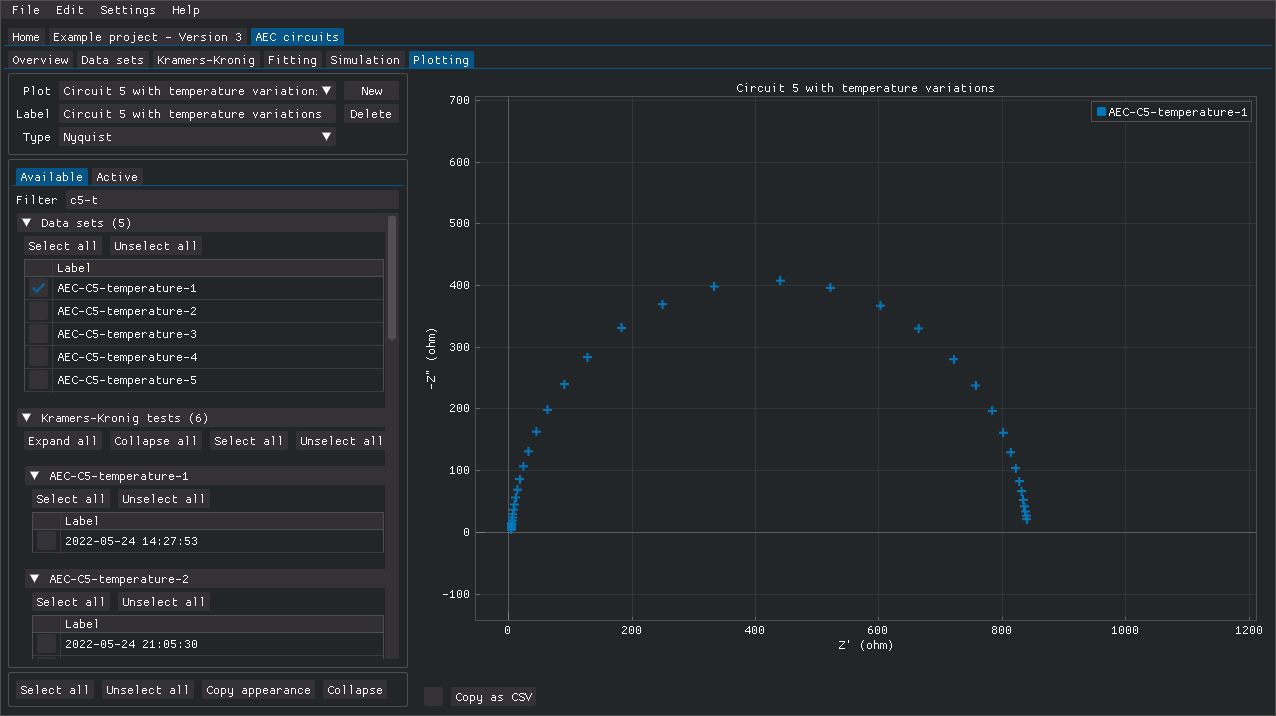 File Edit Settings Help
Home Example project - Version 3 AEC circuits
Overview Data sets Kramers-Kronig Fitting Simulation Plotting
Plot Circuit 5 with temperature variation: New
Label Circuit 5 with temperature variations Delete
Type Nyquist
Available Active
Filter c5-t
Data sets (5)
Select all Unselect all
Label
AEC-C5-temperature-1
AEC-C5-temperature-2
AEC-C5-temperature-3
AEC-C5-temperature-4
AEC-C5-temperature-5
Kramers-Kronig tests (6)
Expand all Collapse all Select all Unselect all
AEC-C5-temperature-1
Select all Unselect all
Label
2022-05-24 14:27:53
AEC-C5-temperature-2
Select all Unselect all
Label
2022-05-24 21:05:30
Select all Unselect all Copy appearance Collapse
Circuit 5 with temperature variations
AEC-C5-temperature-1
700
600
500
400
300
200
100
0
-100
-Z" (ohm)
0 200 400 600 800 1000 1200
Z' (ohm)
Copy as CSV